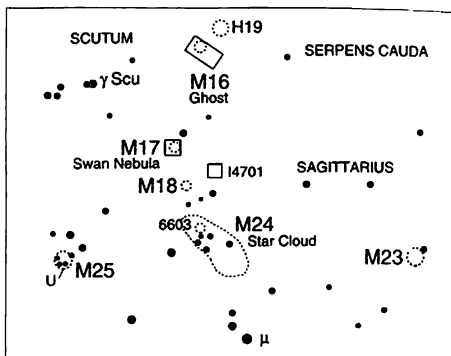 H19
SCUTUM
SERPENS CAUDA
γ Scu
M16
Ghost
M17
Swan Nebula
I4701
SAGITTARIUS
M18
6603
M24
Star Cloud
M23
M25
U
μ